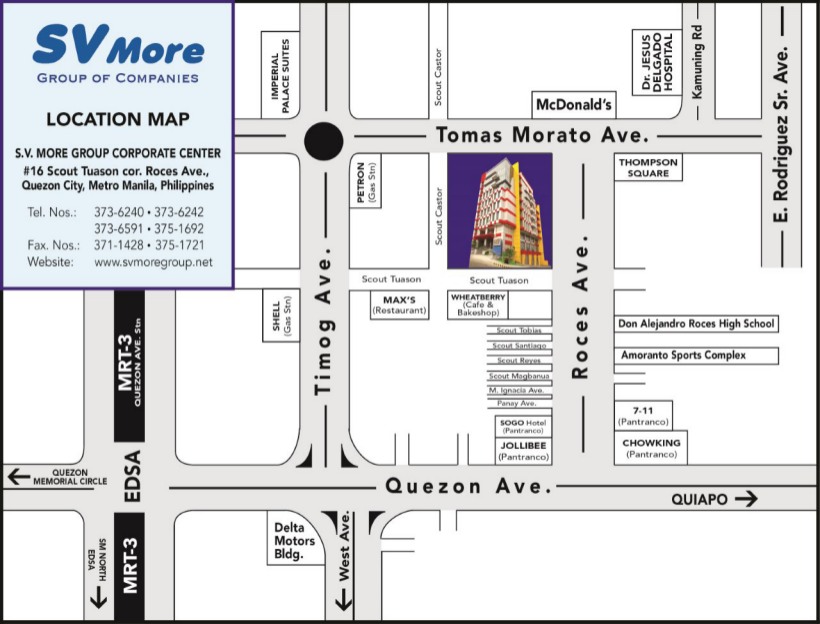 SV More
GROUP OF COMPANIES
LOCATION MAP
S.V. MORE GROUP CORPORATE CENTER
#16 Scout Tuason cor. Roces Ave.,
Quezon City, Metro Manila, Philippines
Tel. Nos.: 373-6240 • 373-6242
373-6591 • 375-1692
Fax. Nos.: 371-1428 • 375-1721
Website: www.svmoregroup.net
IMPERIAL
PALACE SUITES
Scout Castor
McDonald's
Dr. JESUS
DELGADO
HOSPITAL
Kamuning Rd
E. Rodriguez Sr. Ave.
Tomas Morato Ave.
PETRON
(Gas Stn)
Scout Castor
THOMPSON
SQUARE
Timog Ave.
Roces Ave.
Scout Tuason
Scout Tuason
SHELL
(Gas Stn)
MAX'S
(Restaurant)
WHEATBERRY
(Cafe &
Bakeshop)
Scout Tobias
Scout Santiago
Scout Reyes
Scout Magbanua
M. Ignacia Ave.
Panay Ave.
Don Alejandro Roces High School
Amoranto Sports Complex
MRT-3
QUEZON AVE. Stn
SOGO Hotel
(Pantranco)
JOLLIBEE
(Pantranco)
7-11
(Pantranco)
CHOWKING
(Pantranco)
QUEZON
MEMORIAL CIRCLE
EDSA
Quezon Ave.
QUIAPO
SM NORTH
EDSA
MRT-3
Delta
Motors
Bldg.
West Ave.